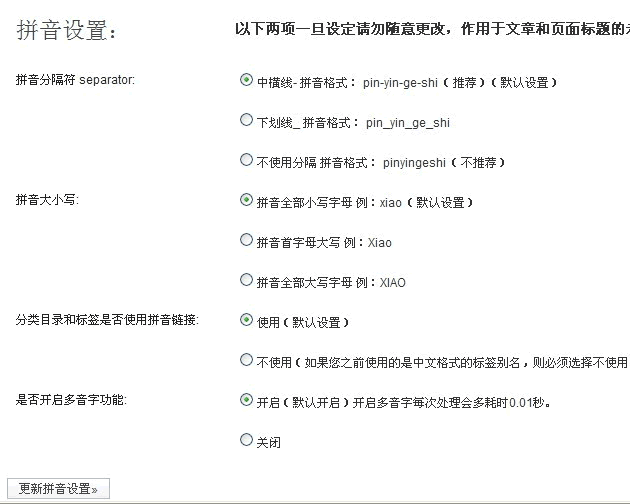 拼音设置：
以下两项一旦设定请勿随意更改，作用于文章和页面标题的
拼音分隔符 separator:
中横线- 拼音格式： pin-yin-ge-shi（推荐）（默认设置）
下划线_ 拼音格式： pin_yin_ge_shi
不使用分隔 拼音格式： pinyingeshi（不推荐）
拼音大小写:
拼音全部小写字母 例：xiao（默认设置）
拼音首字母大写 例：Xiao
拼音全部大写字母 例：XIAO
分类目录和标签是否使用拼音链接:
使用（默认设置）
不使用（如果您之前使用的是中文格式的标签别名，则必须选择不使用
是否开启多音字功能:
开启（默认开启）开启多音字每次处理会多耗时0.01秒。
关闭
更新拼音设置»